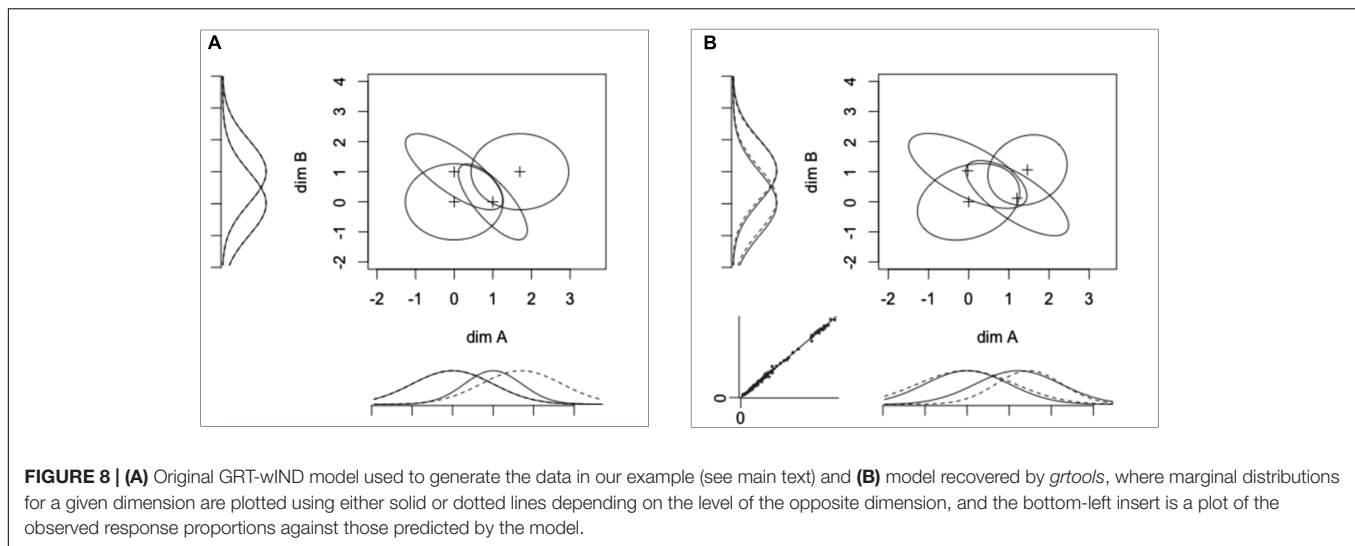 A
4
3
2
1
0
-1
-2
dim B
-2 -1 0 1 2 3
dim A
B
4
3
2
1
0
-1
-2
dim B
-2 -1 0 1 2 3
dim A
0
0
FIGURE 8 | (A) Original GRT-wIND model used to generate the data in our example (see main text) and (B) model recovered by grtools, where marginal distributions
for a given dimension are plotted using either solid or dotted lines depending on the level of the opposite dimension, and the bottom-left insert is a plot of the
observed response proportions against those predicted by the model.